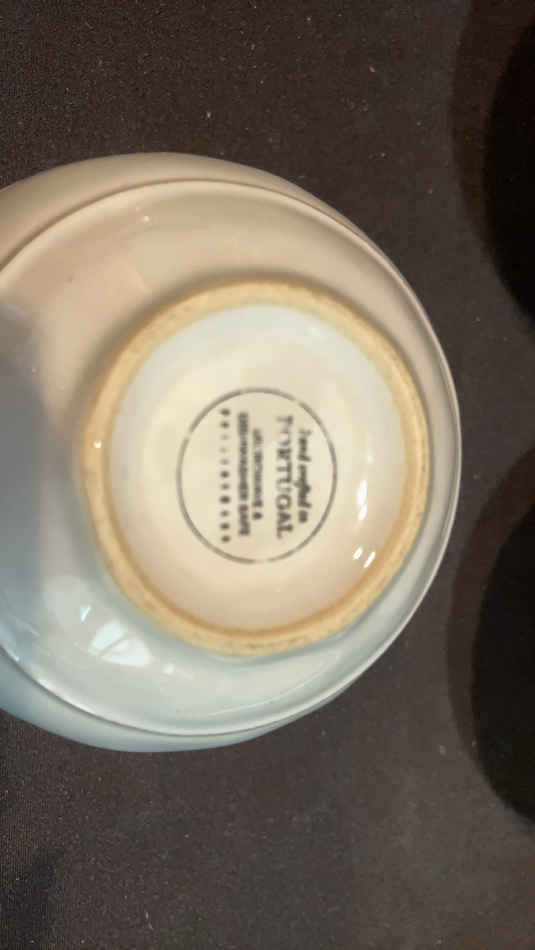 Hand crafted in
PORTUGAL
MICROWAVE &
DISHWASHER SAFE